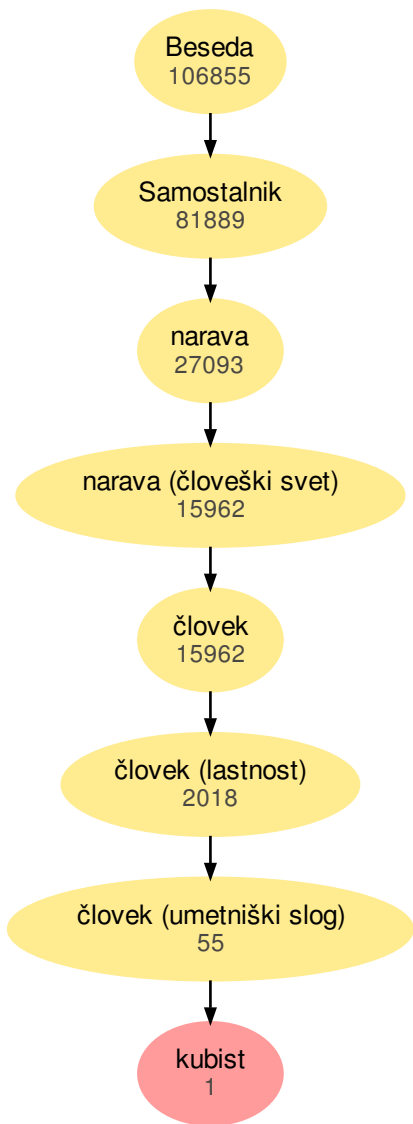 Beseda
106855
Samostalnik
81889
narava
27093
narava (človeški svet)
15962
človek
15962
človek (lastnost)
2018
človek (umetniški slog)
55
kubist
1